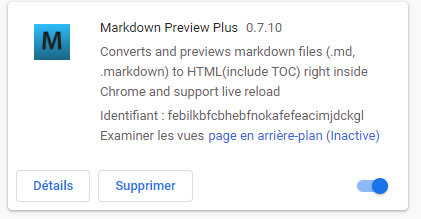 M
Markdown Preview Plus 0.7.10
Converts and previews markdown files (.md,
.markdown) to HTML(include TOC) right inside
Chrome and support live reload
Identifiant : febilkbfcbhebfnokafefeacimjdckgl
Examiner les vues page en arrière-plan (Inactive)
Détails Supprimer